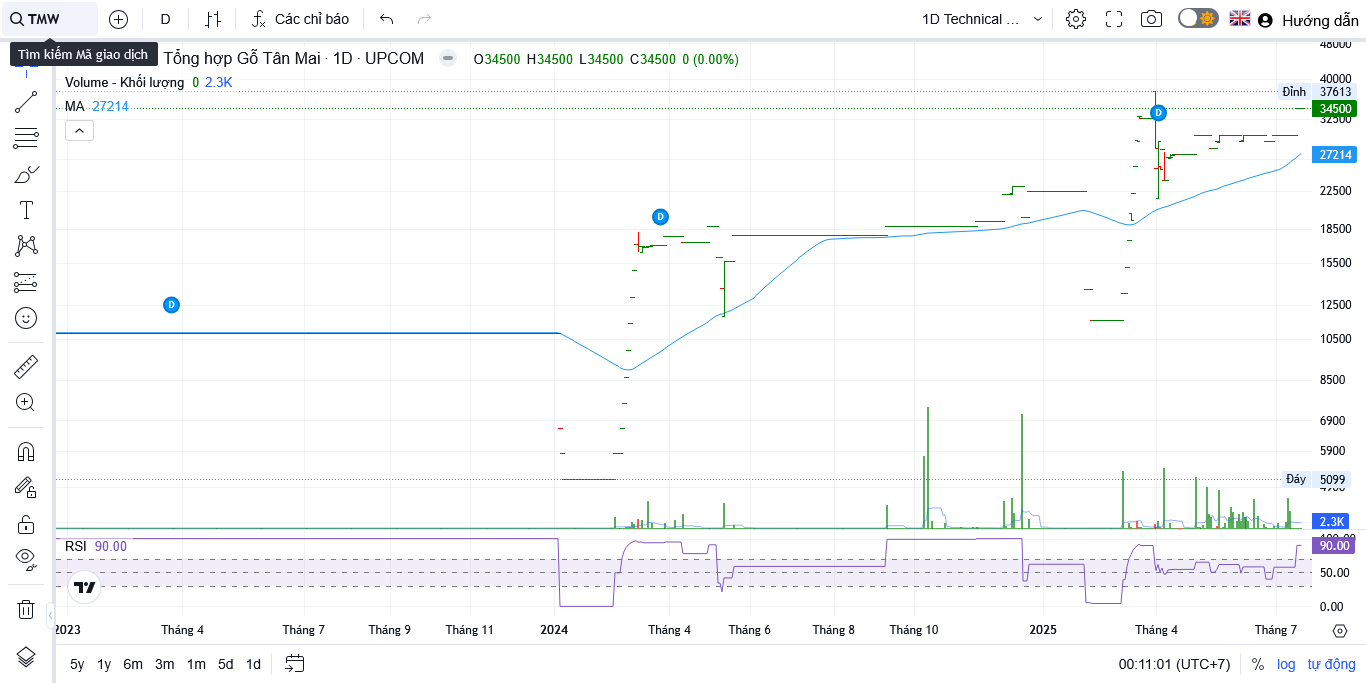 TMW
D
Các chỉ báo
1D Technical ...
Hướng dẫn
Tìm kiếm Mã giao dịch
Tổng hợp Gỗ Tân Mai · 1D · UPCOM
O34500 H34500 L34500 C34500 0 (0.00%)
Volume - Khối lượng 0 2.3K
MA 27214
48000
40000
Đỉnh 37613
34500
32500
27214
22500
18500
15500
12500
10500
8500
6900
5900
Đáy 5099
4900
2.3K
D
D
D
RSI 90.00
100.00
90.00
50.00
0.00
2023 Tháng 4 Tháng 7 Tháng 9 Tháng 11 2024 Tháng 4 Tháng 6 Tháng 8 Tháng 10 2025 Tháng 4 Tháng 7
5y 1y 6m 3m 1m 5d 1d
00:11:01 (UTC+7) % log tự động